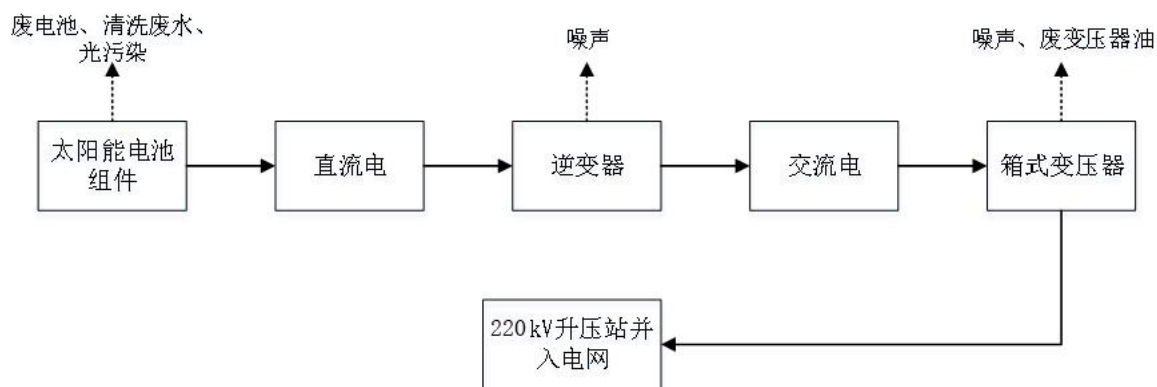 废电池、清洗废水、
光污染
噪声
噪声、废变压器油
太阳能电池
组件
直流电
逆变器
交流电
箱式变压器
220kV升压站并
入电网